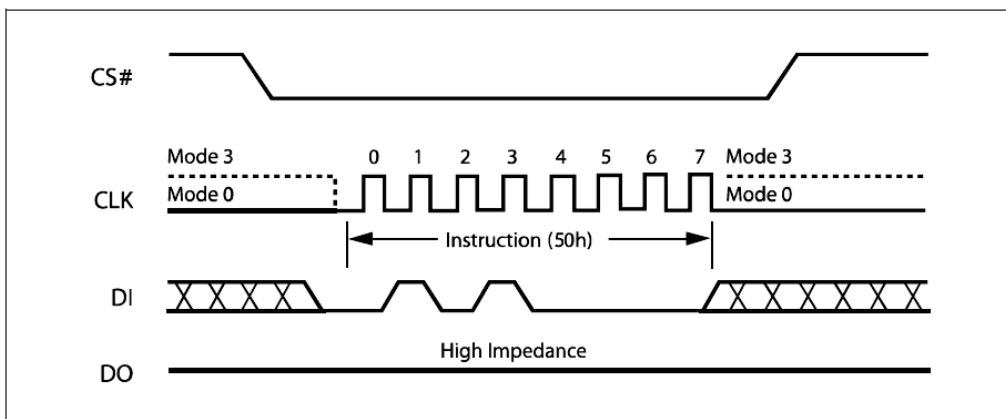 CS#
Mode 3
0 1 2 3 4 5 6 7
Mode 3
CLK
Mode 0
Mode 0
Instruction (50h)
DI
High Impedance
DO